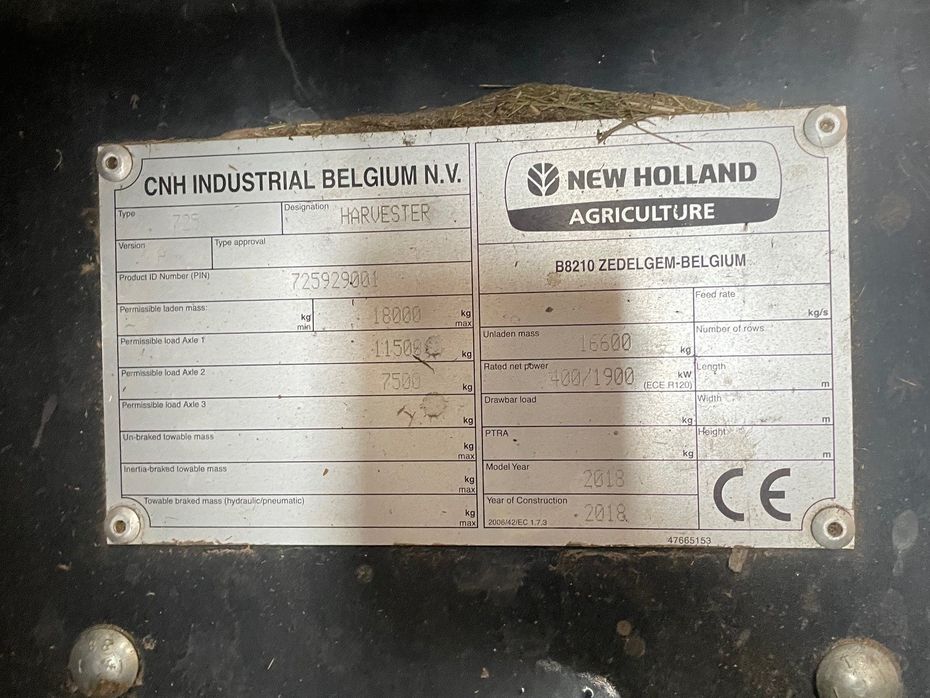 CNH INDUSTRIAL BELGIUM N.V.
Type 725
Designation HARVESTER
Version A
Type approval
Product ID Number (PIN) 725929001
Permissible laden mass: kg min 18000 kg max
Permissible load Axle 1 11500 kg
Permissible load Axle 2 7500 kg
Permissible load Axle 3 kg
Un-braked towable mass kg max
Inertia-braked towable mass kg max
Towable braked mass (hydraulic/pneumatic) kg max
NEW HOLLAND
AGRICULTURE
B8210 ZEDELGEM-BELGIUM
Feed rate kg/s
Unladen mass 16600 kg
Number of rows
Rated net power 400/1900 kW (ECE R120)
Length m
Drawbar load kg
Width m
PTRA kg
Height m
Model Year 2018
Year of Construction 2018
2006/42/EC 1.7.3
CE
47665153